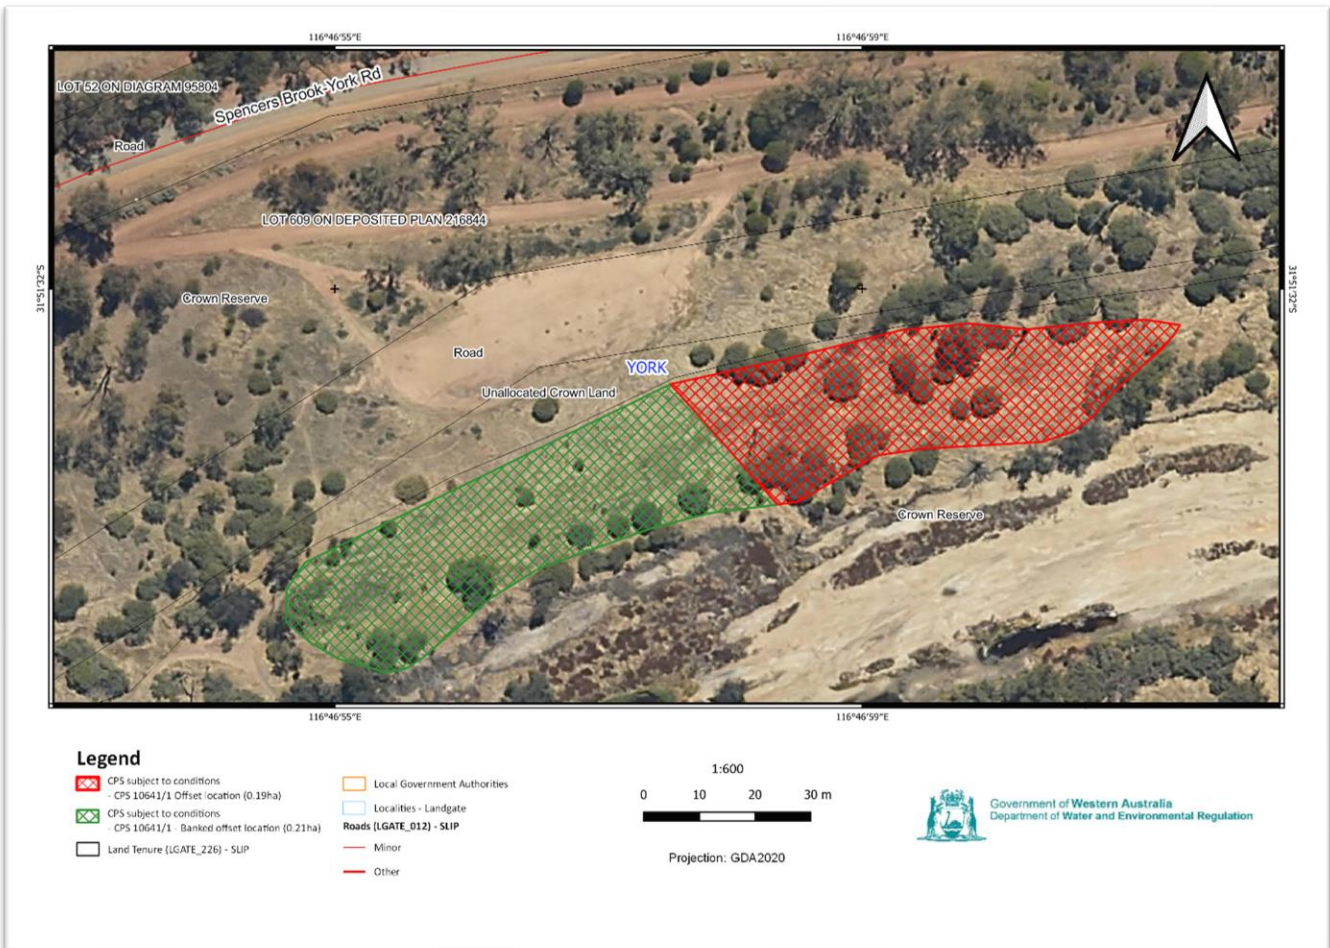 116°46'55"E
116°46'59"E
LOT 52 ON DIAGRAM 95804
Spencers Brook-York Rd
Road
LOT 609 ON DEPOSITED PLAN 216844
31°51'32"S
31°51'32"S
Crown Reserve
Road
YORK
Unallocated Crown Land
Crown Reserve
116°46'55"E
116°46'59"E
Legend
CPS subject to conditions
- CPS 10641/1 Offset location (0.19ha)
CPS subject to conditions
- CPS 10641/1 - Banked offset location (0.21ha)
Land Tenure (LGATE_226) - SLIP
Local Government Authorities
Localities - Landgate
Roads (LGATE_012) - SLIP
Minor
Other
1:600
0 10 20 30 m
Projection: GDA2020
Government of Western Australia
Department of Water and Environmental Regulation